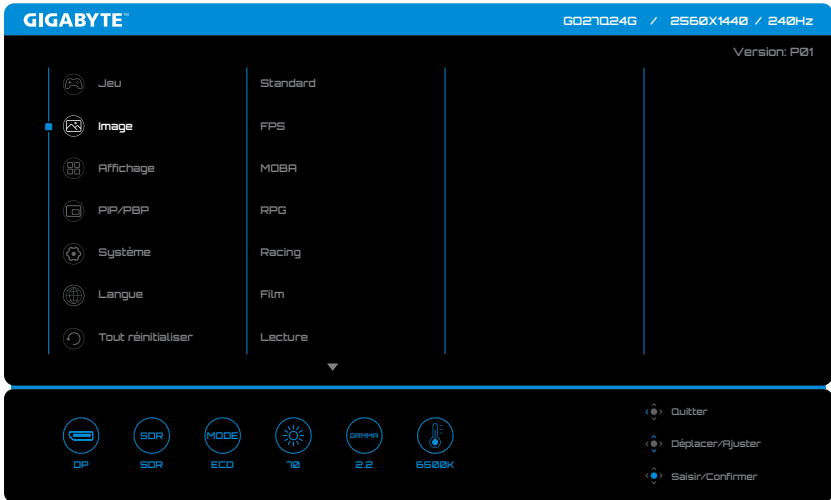 GIGABYTE™
GO27Q24G / 2560X1440 / 240Hz
Version: P01
Jeu
Image
Affichage
PIP/PBP
Système
Langue
Tout réinitialiser
Standard
FPS
MOBA
RPG
Racing
Film
Lecture
SDR
MODE
GAMMA
DP
SDR
ECO
70
2.2
6500K
Quitter
Déplacer/Ajuster
Saisir/Confirmer